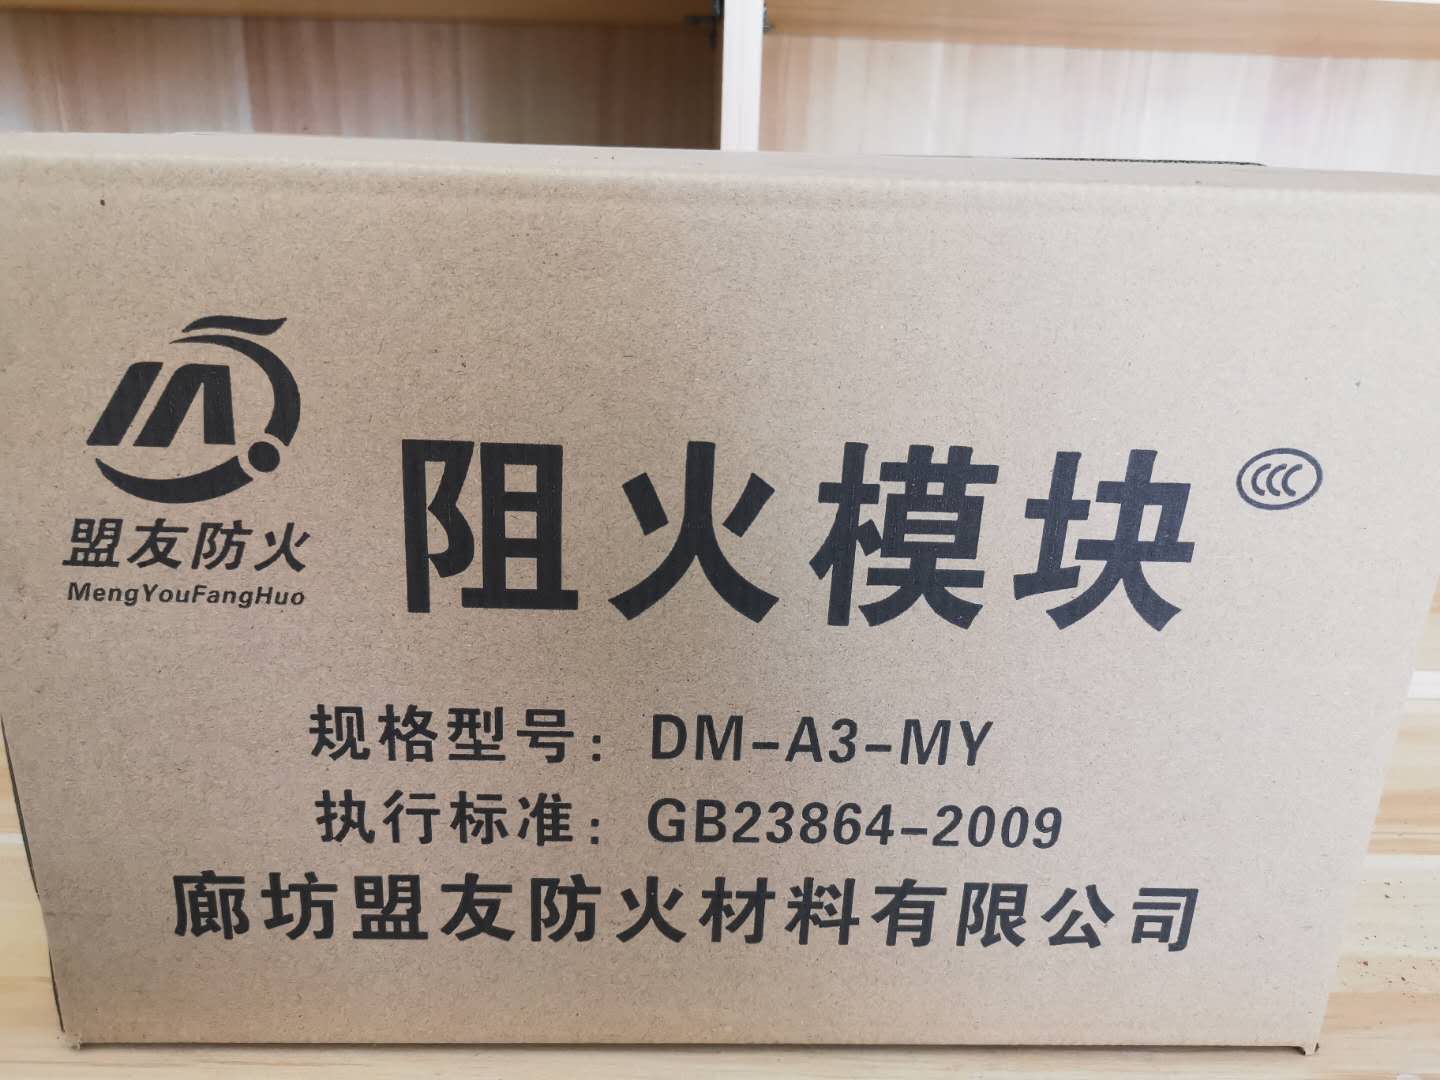 盟友防火
MengYouFangHuo
阻火模块
CCC
规格型号：DM-A3-MY
执行标准：GB23864-2009
廊坊盟友防火材料有限公司